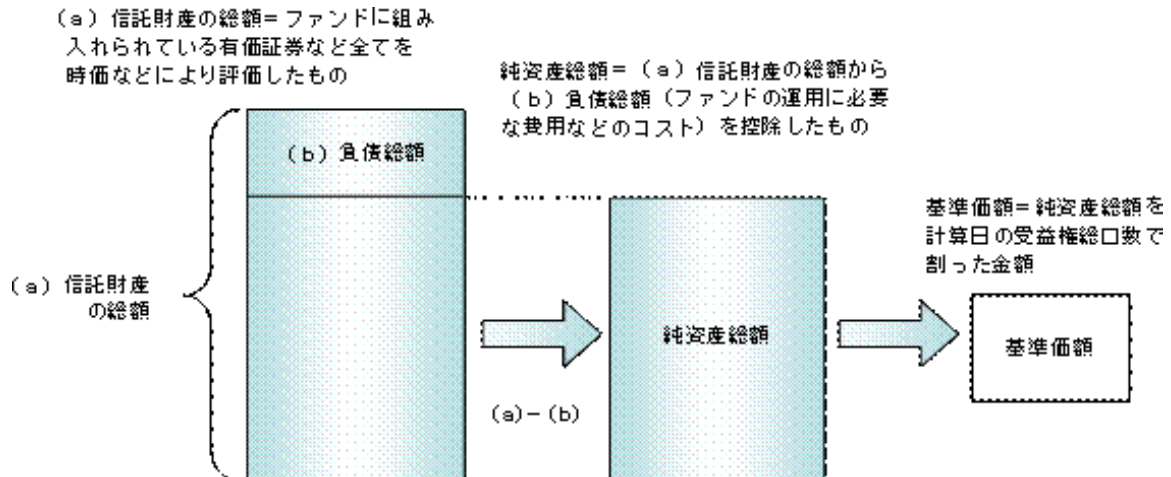 (a) 信託財産の総額=ファンドに組み
入れられている有価証券など全てを
時価などにより評価したもの
純資産総額=(a) 信託財産の総額から
(b) 負債総額(ファンドの運用に必要
な費用などのコスト)を控除したもの
(b) 負債総額
基準価額=純資産総額を
計算日の受益権総口数で
割った金額
(a) 信託財産
の総額
純資産総額
基準価額
(a)-(b)